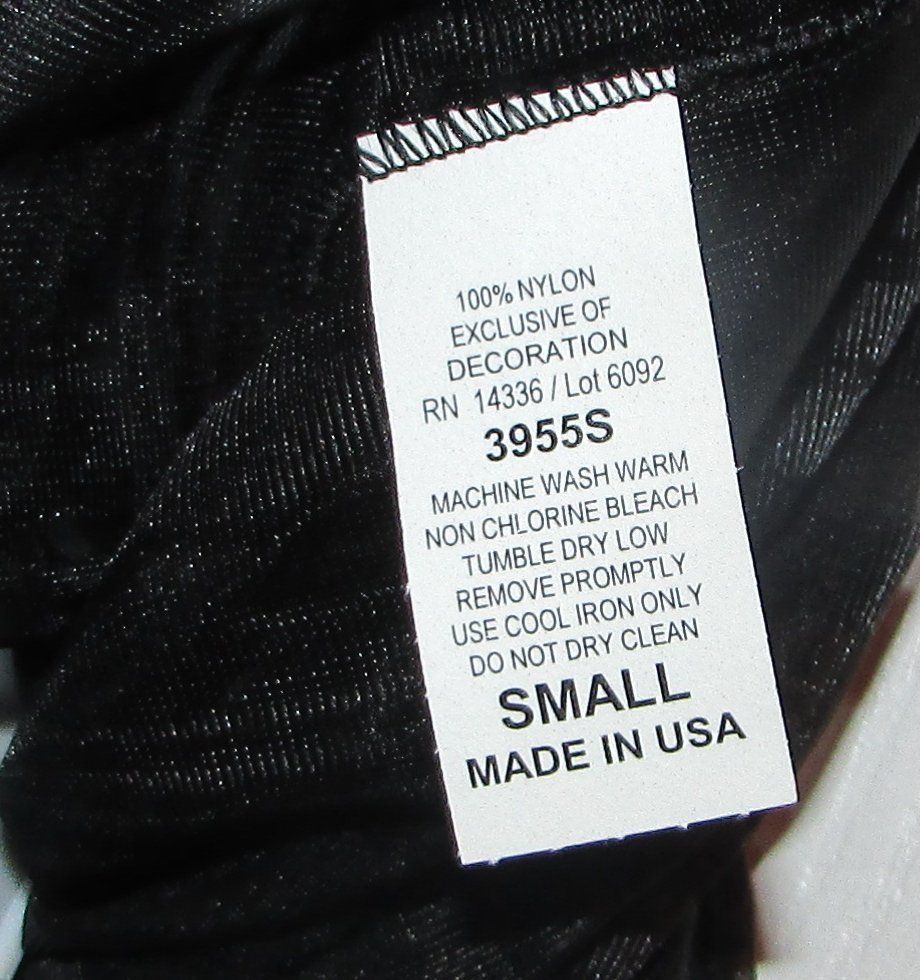 100% NYLON
EXCLUSIVE OF
DECORATION
RN 14336 / Lot 6092
3955S
MACHINE WASH WARM
NON CHLORINE BLEACH
TUMBLE DRY LOW
REMOVE PROMPTLY
USE COOL IRON ONLY
DO NOT DRY CLEAN
SMALL
MADE IN USA